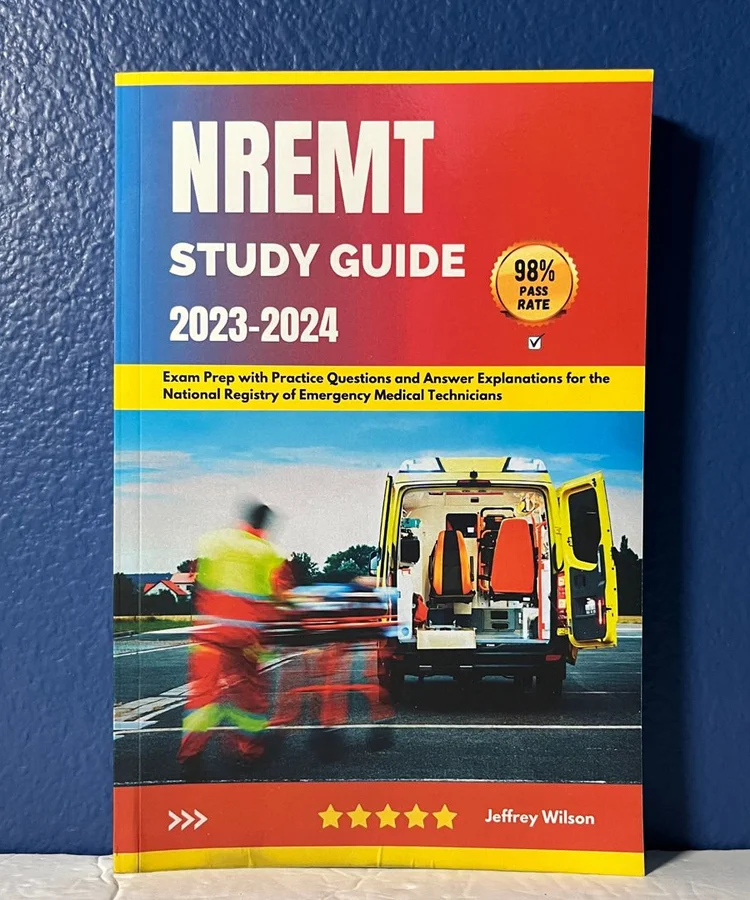 NREMT
STUDY GUIDE
2023-2024
98%
PASS
RATE
Exam Prep with Practice Questions and Answer Explanations for the
National Registry of Emergency Medical Technicians
Jeffrey Wilson